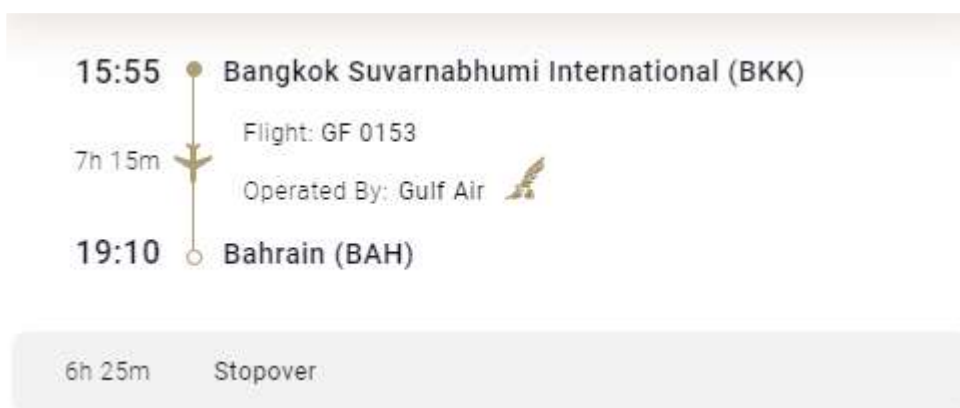 15:55 Bangkok Suvarnabhumi International (BKK)
Flight: GF 0153
7h 15m
Operated By: Gulf Air
19:10 Bahrain (BAH)
6h 25m Stopover